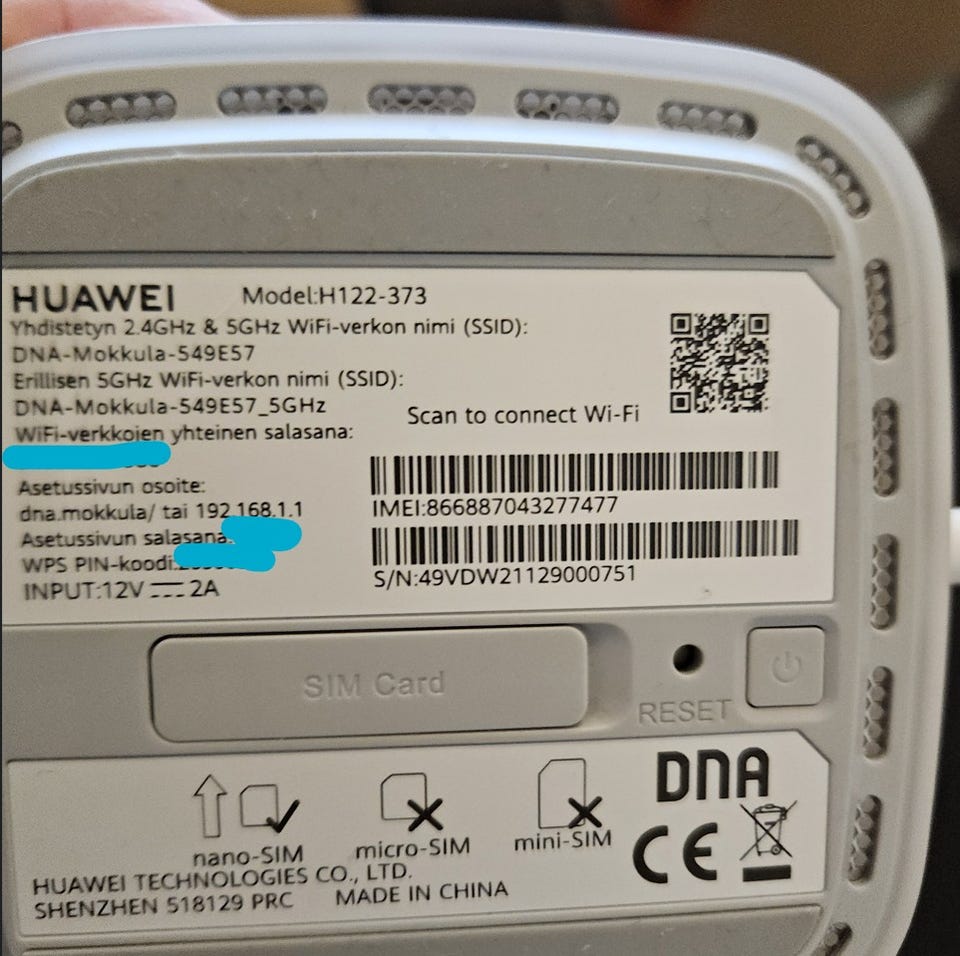 HUAWEI Model:H122-373
Yhdistetyn 2.4GHz & 5GHz WiFi-verkon nimi (SSID):
DNA-Mokkula-549E57
Erillisen 5GHz WiFi-verkon nimi (SSID):
DNA-Mokkula-549E57_5GHz
Scan to connect Wi-Fi
WiFi-verkkojen yhteinen salasana:
Asetussivun osoite:
dna.mokkula/ tai 192.168.1.1
IMEI:866887043277477
Asetussivun salasana:
WPS PIN-koodi:
S/N:49VDW21129000751
INPUT:12V 2A
SIM Card
RESET
nano-SIM
micro-SIM
mini-SIM
DNA
CE
HUAWEI TECHNOLOGIES CO., LTD.
SHENZHEN 518129 PRC MADE IN CHINA